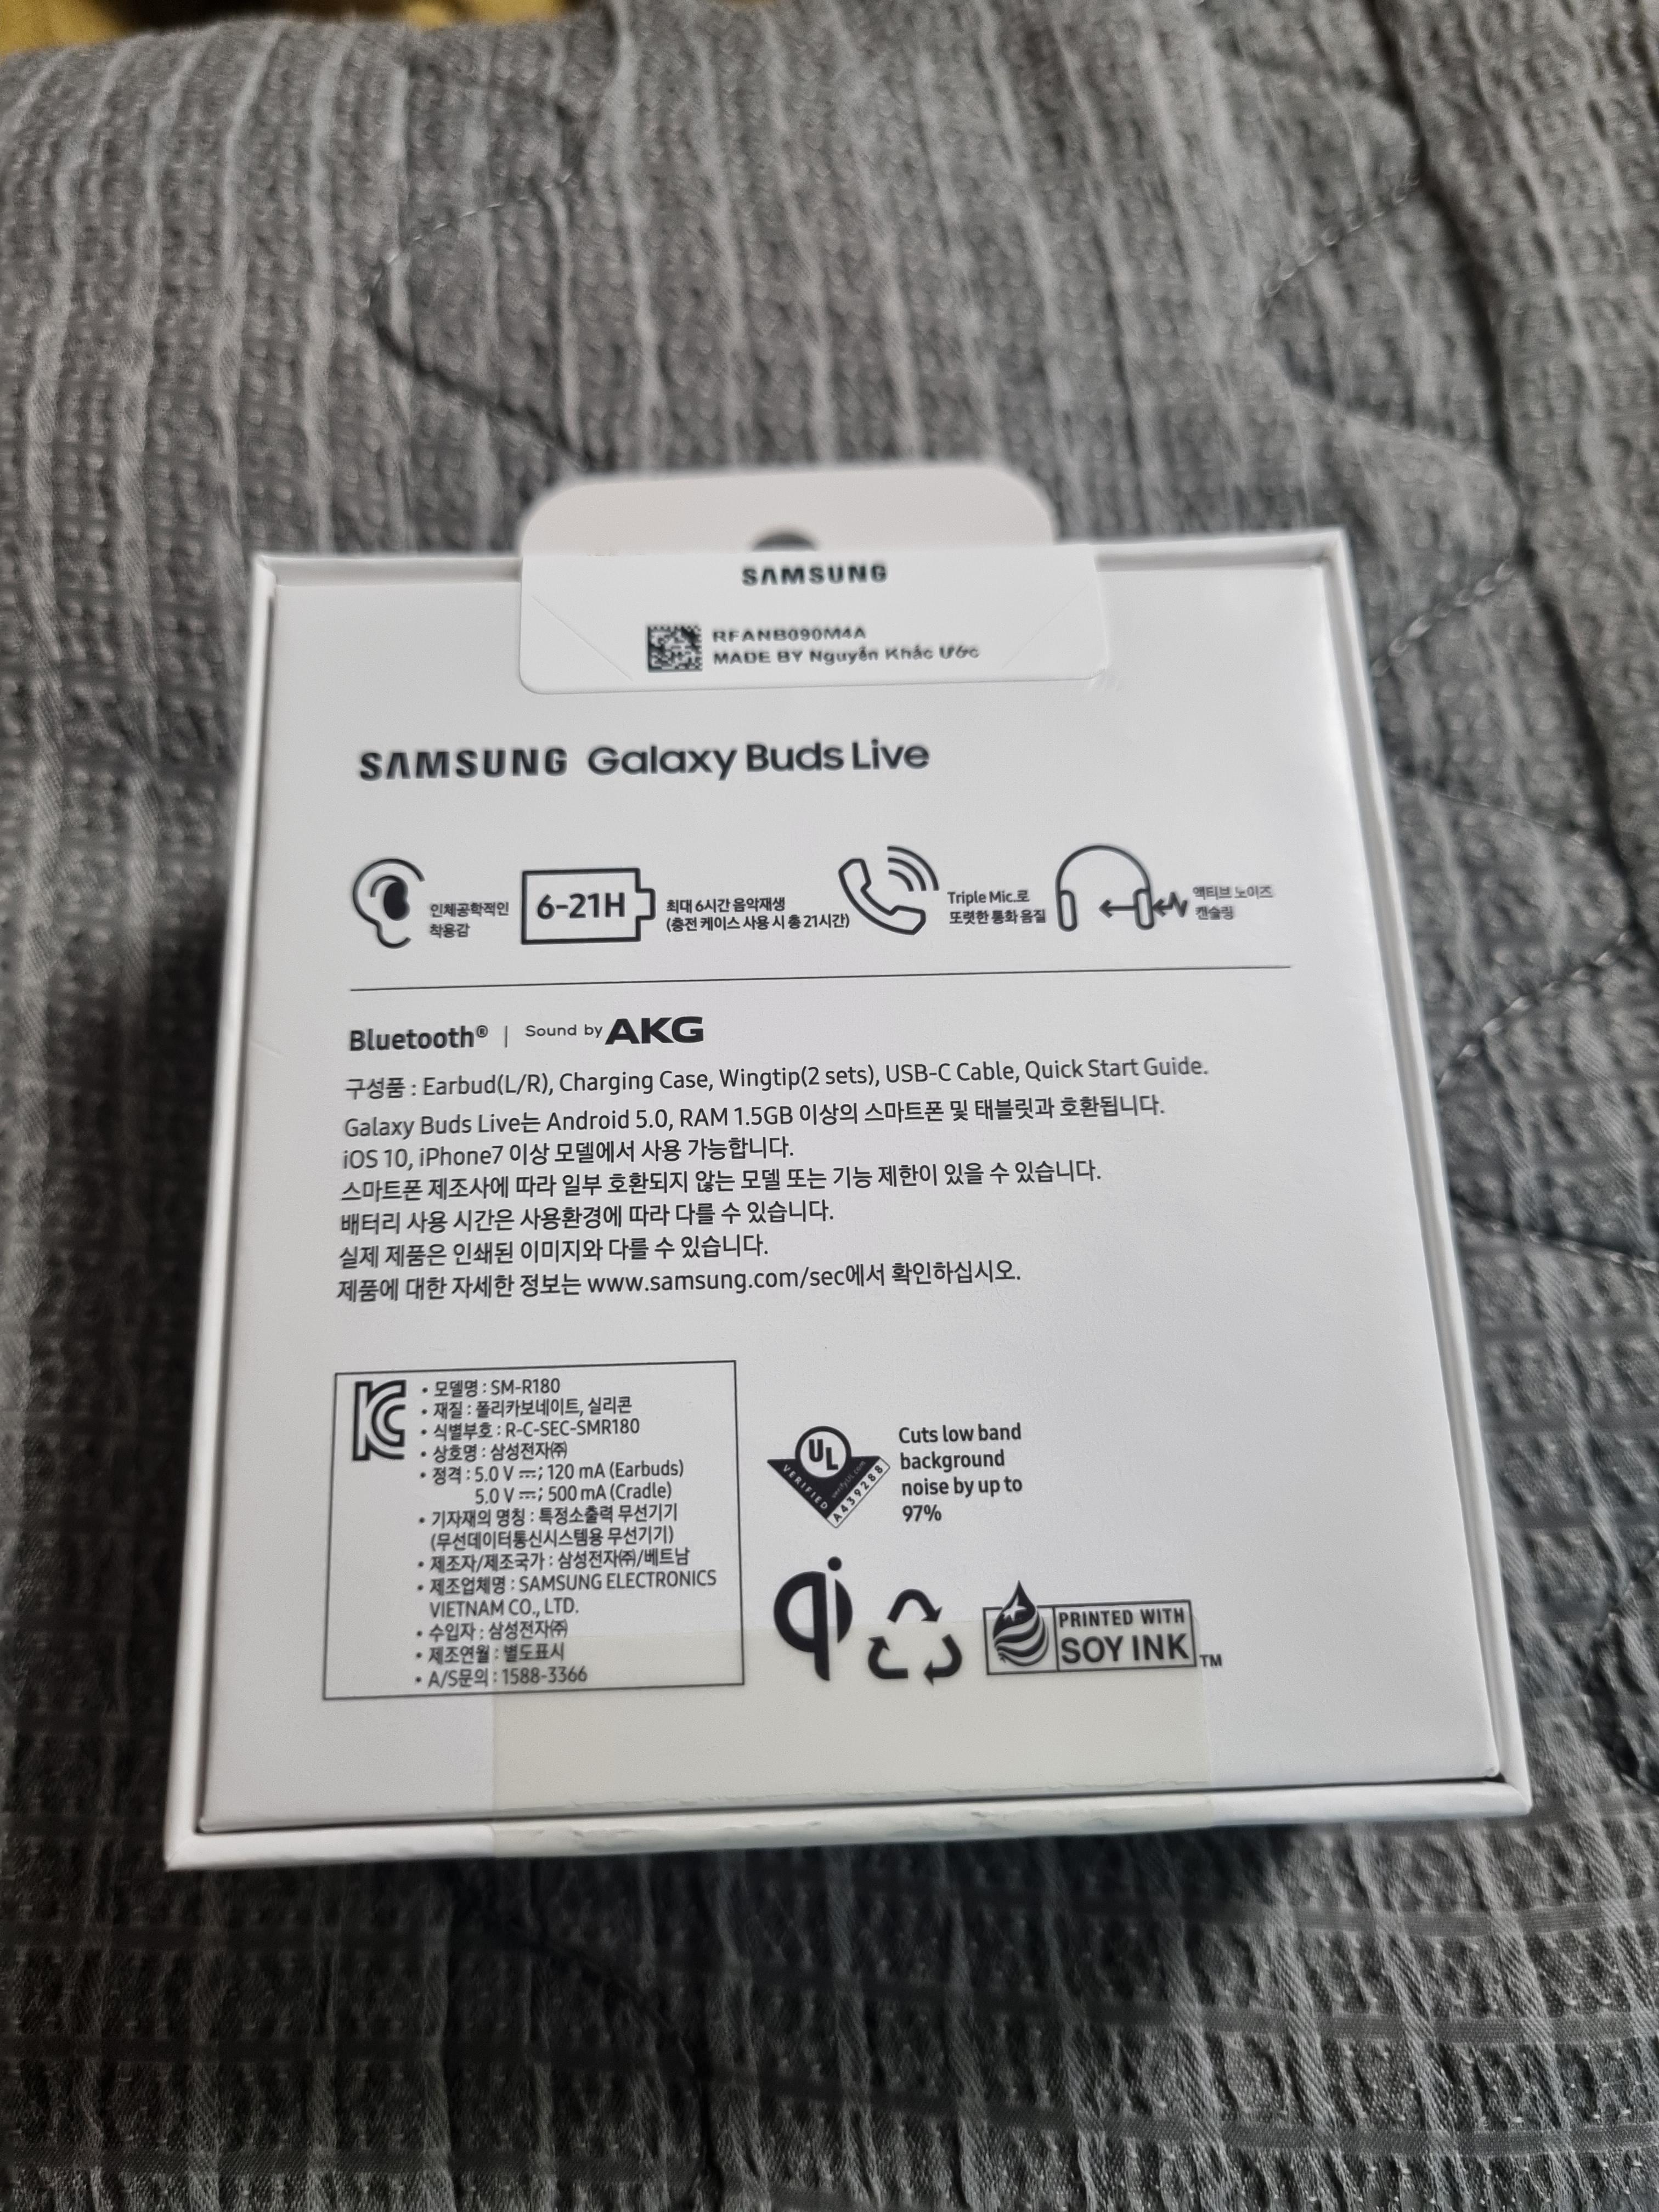 SAMSUNG
RFANB090M4A
MADE BY Nguyễn Khắc Ước
SAMSUNG Galaxy Buds Live
인체공학적인
착용감
6-21H
최대 6시간 음악재생
(충전 케이스 사용 시 총 21시간)
Triple Mic.로
또렷한 통화 음질
액티브 노이즈
캔슬링
Bluetooth® | Sound by AKG
구성품 : Earbud(L/R), Charging Case, Wingtip(2 sets), USB-C Cable, Quick Start Guide.
Galaxy Buds Live는 Android 5.0, RAM 1.5GB 이상의 스마트폰 및 태블릿과 호환됩니다.
iOS 10, iPhone7 이상 모델에서 사용 가능합니다.
스마트폰 제조사에 따라 일부 호환되지 않는 모델 또는 기능 제한이 있을 수 있습니다.
배터리 사용 시간은 사용환경에 따라 다를 수 있습니다.
실제 제품은 인쇄된 이미지와 다를 수 있습니다.
제품에 대한 자세한 정보는 www.samsung.com/sec에서 확인하십시오.
• 모델명 : SM-R180
• 재질 : 폴리카보네이트, 실리콘
• 식별부호 : R-C-SEC-SMR180
• 상호명 : 삼성전자㈜
• 정격 : 5.0 V ⎓; 120 mA (Earbuds)
5.0 V ⎓; 500 mA (Cradle)
• 기자재의 명칭 : 특정소출력 무선기기
(무선데이터통신시스템용 무선기기)
• 제조자/제조국가 : 삼성전자㈜/베트남
• 제조업체명 : SAMSUNG ELECTRONICS
VIETNAM CO., LTD.
• 수입자 : 삼성전자㈜
• 제조연월 : 별도표시
• A/S문의 : 1588-3366
UL
VERIFIED
verify.UL.com
A439288
Cuts low band
background
noise by up to
97%
qi
PRINTED WITH
SOY INK™